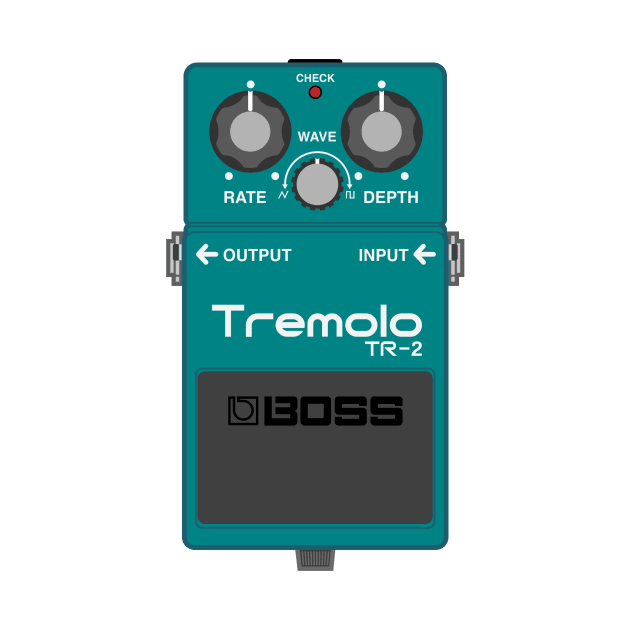 CHECK
WAVE
RATE DEPTH
OUTPUT INPUT
Tremolo
TR-2
BOSS